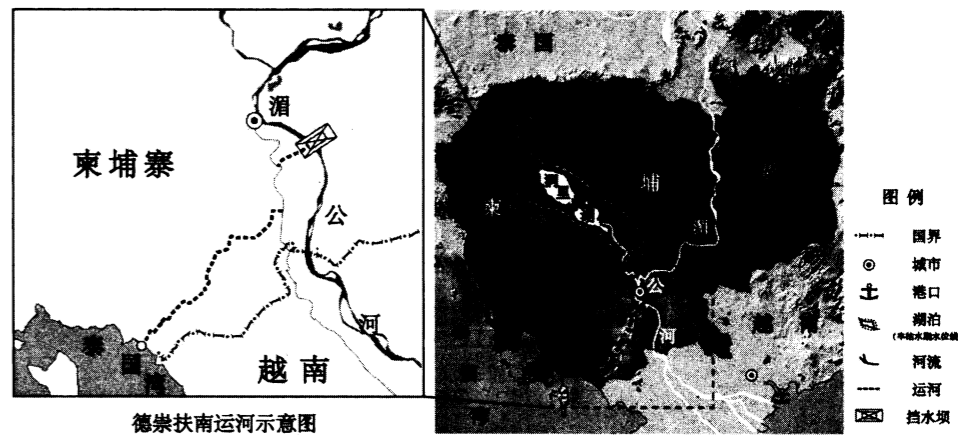 湄
柬埔寨
公
河
泰国湾
越南
德崇扶南运河示意图
泰国
柬
埔
公
河
越
图例
国界
城市
港口
湖泊
河流
运河
挡水坝